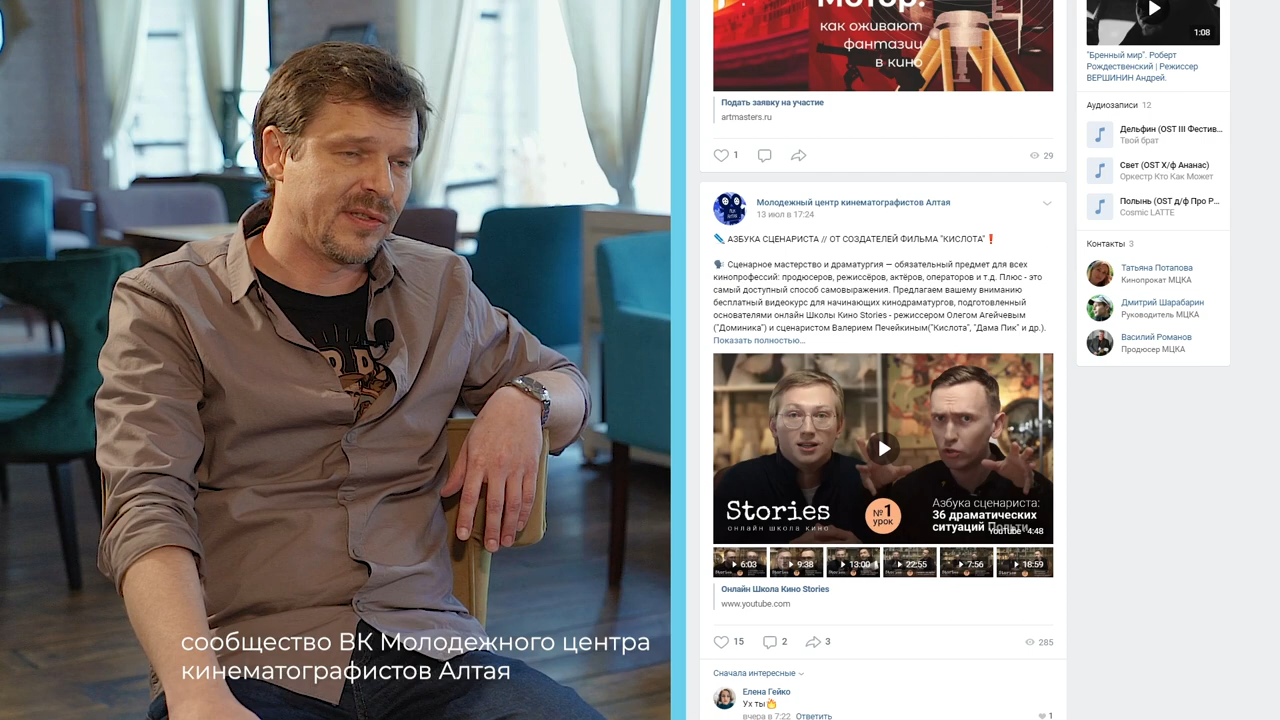 сообщество ВК Молодежного центра
кинематографистов Алтая
как оживают
фантазии
в кино
Подать заявку на участие
artmasters.ru
1
29
Молодежный центр кинематографистов Алтая
13 июл в 17:24
АЗБУКА СЦЕНАРИСТА // ОТ СОЗДАТЕЛЕЙ ФИЛЬМА "КИСЛОТА"❗
Сценарное мастерство и драматургия — обязательный предмет для всех
кинопрофессий: продюсеров, режиссёров, актёров, операторов и т.д. Плюс - это
самый доступный способ самовыражения. Предлагаем вашему вниманию
бесплатный видеокурс для начинающих кинодраматургов, подготовленный
основателями онлайн Школы Кино Stories - режиссером Олегом Агейчевым
("Доминика") и сценаристом Валерием Печейкиным("Кислота", "Дама Пик" и др.).
Показать полностью...
Stories
онлайн школа кино
№1
урок
Азбука сценариста:
36 драматических
ситуаций Польти
YouTube · 4:48
6:03
9:38
13:00
22:55
7:56
18:59
Онлайн Школа Кино Stories
www.youtube.com
15
2
3
285
Сначала интересные
Елена Гейко
Ух ты🔥
вчера в 7:22 Ответить
1
1:08
"Бренный мир". Роберт
Рождественский | Режиссер
ВЕРШИНИН Андрей.
Аудиозаписи 12
Дельфин (OST III Фестив...
Твой брат
Свет (OST Х/ф Ананас)
Оркестр Кто Как Может
Полынь (OST д/ф Про Р...
Cosmic LATTE
Контакты 3
Татьяна Потапова
Кинопрокат МЦКА
Дмитрий Шарабарин
Руководитель МЦКА
Василий Романов
Продюсер МЦКА